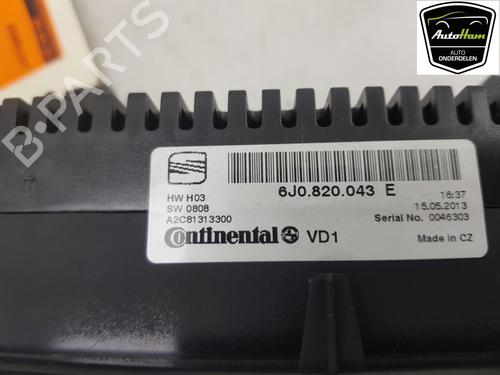 AutoHam
AUTO
ONDERDELEN
B-PARTS
6J0.820.043 E
HW H03
SW 0808
A2C81313300
16:37
15.05.2013
Serial No. 0046303
Continental VD1
Made in CZ